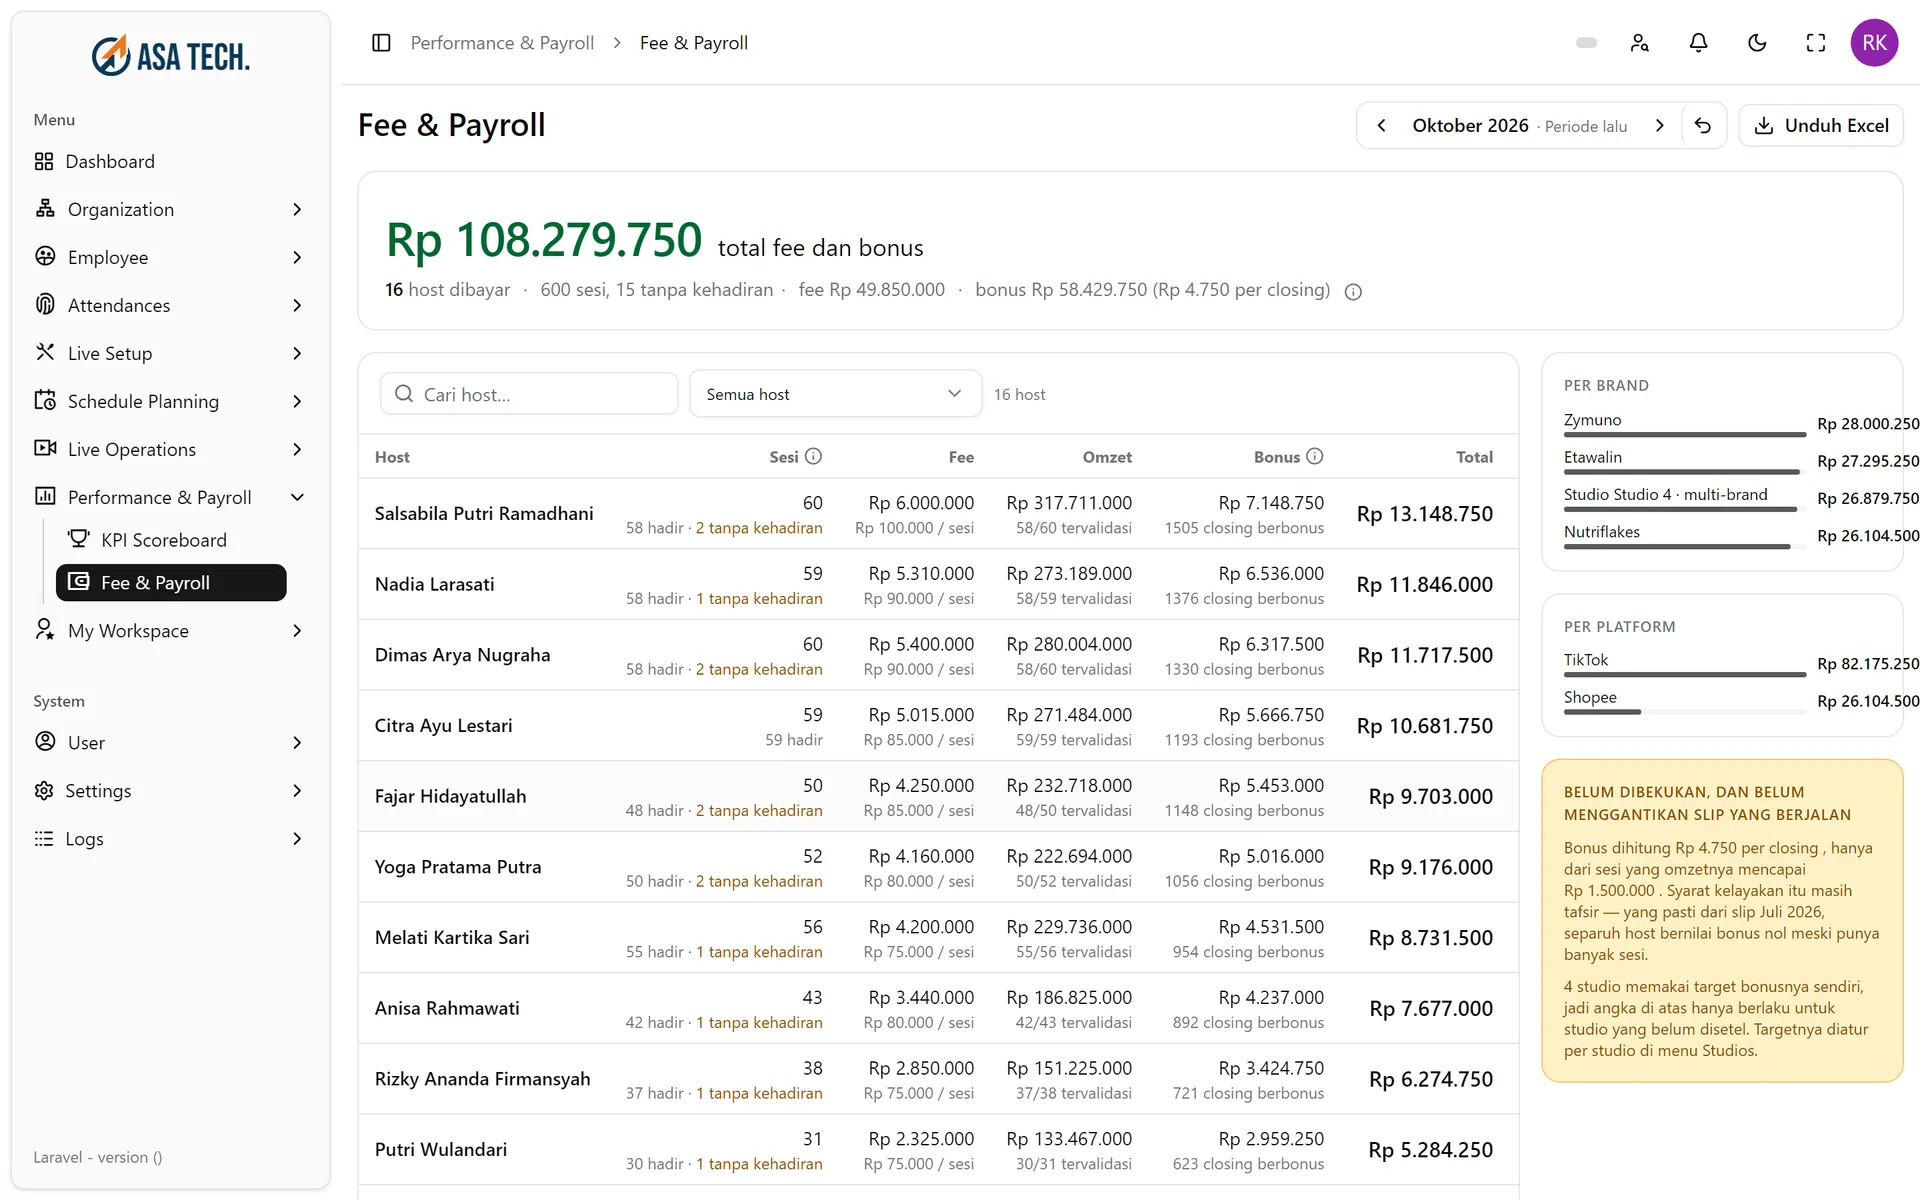 ASA TECH.
Menu
Dashboard
Organization
Employee
Attendances
Live Setup
Schedule Planning
Live Operations
Performance & Payroll
KPI Scoreboard
Fee & Payroll
My Workspace
System
User
Settings
Logs
Laravel - version ()
Performance & Payroll > Fee & Payroll
RK
Fee & Payroll
Oktober 2026 · Periode lalu
Unduh Excel
Rp 108.279.750 total fee dan bonus
16 host dibayar · 600 sesi, 15 tanpa kehadiran · fee Rp 49.850.000 · bonus Rp 58.429.750 (Rp 4.750 per closing)
Cari host...
Semua host
16 host
Host Sesi Fee Omzet Bonus Total
Salsabila Putri Ramadhani 60 Rp 6.000.000 Rp 317.711.000 Rp 7.148.750 Rp 13.148.750
58 hadir · 2 tanpa kehadiran Rp 100.000 / sesi 58/60 tervalidasi 1505 closing berbonus
Nadia Larasati 59 Rp 5.310.000 Rp 273.189.000 Rp 6.536.000 Rp 11.846.000
58 hadir · 1 tanpa kehadiran Rp 90.000 / sesi 58/59 tervalidasi 1376 closing berbonus
Dimas Arya Nugraha 60 Rp 5.400.000 Rp 280.004.000 Rp 6.317.500 Rp 11.717.500
58 hadir · 2 tanpa kehadiran Rp 90.000 / sesi 58/60 tervalidasi 1330 closing berbonus
Citra Ayu Lestari 59 Rp 5.015.000 Rp 271.484.000 Rp 5.666.750 Rp 10.681.750
59 hadir Rp 85.000 / sesi 59/59 tervalidasi 1193 closing berbonus
Fajar Hidayatullah 50 Rp 4.250.000 Rp 232.718.000 Rp 5.453.000 Rp 9.703.000
48 hadir · 2 tanpa kehadiran Rp 85.000 / sesi 48/50 tervalidasi 1148 closing berbonus
Yoga Pratama Putra 52 Rp 4.160.000 Rp 222.694.000 Rp 5.016.000 Rp 9.176.000
50 hadir · 2 tanpa kehadiran Rp 80.000 / sesi 50/52 tervalidasi 1056 closing berbonus
Melati Kartika Sari 56 Rp 4.200.000 Rp 229.736.000 Rp 4.531.500 Rp 8.731.500
55 hadir · 1 tanpa kehadiran Rp 75.000 / sesi 55/56 tervalidasi 954 closing berbonus
Anisa Rahmawati 43 Rp 3.440.000 Rp 186.825.000 Rp 4.237.000 Rp 7.677.000
42 hadir · 1 tanpa kehadiran Rp 80.000 / sesi 42/43 tervalidasi 892 closing berbonus
Rizky Ananda Firmansyah 38 Rp 2.850.000 Rp 151.225.000 Rp 3.424.750 Rp 6.274.750
37 hadir · 1 tanpa kehadiran Rp 75.000 / sesi 37/38 tervalidasi 721 closing berbonus
Putri Wulandari 31 Rp 2.325.000 Rp 133.467.000 Rp 2.959.250 Rp 5.284.250
30 hadir · 1 tanpa kehadiran Rp 75.000 / sesi 30/31 tervalidasi 623 closing berbonus
PER BRAND
Zymuno Rp 28.000.250
Etawalin Rp 27.295.250
Studio Studio 4 · multi-brand Rp 26.879.750
Nutriflakes Rp 26.104.500
PER PLATFORM
TikTok Rp 82.175.250
Shopee Rp 26.104.500
BELUM DIBEKUKAN, DAN BELUM
MENGGANTIKAN SLIP YANG BERJALAN
Bonus dihitung Rp 4.750 per closing , hanya
dari sesi yang omzetnya mencapai
Rp 1.500.000 . Syarat kelayakan itu masih
tafsir — yang pasti dari slip Juli 2026,
separuh host bernilai bonus nol meski punya
banyak sesi.
4 studio memakai target bonusnya sendiri,
jadi angka di atas hanya berlaku untuk
studio yang belum disetel. Targetnya diatur
per studio di menu Studios.